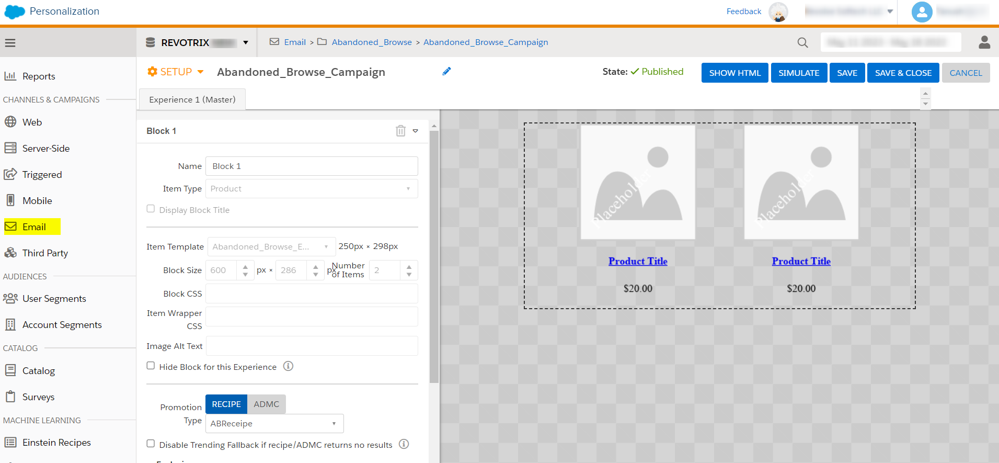 Personalization
Feedback
REVOTRIX
Email > Abandoned_Browse > Abandoned_Browse_Campaign
SETUP
Abandoned_Browse_Campaign
State: Published
SHOW HTML
SIMULATE
SAVE
SAVE & CLOSE
CANCEL
Experience 1 (Master)
Reports
CHANNELS & CAMPAIGNS
Web
Server-Side
Triggered
Mobile
Email
Third Party
AUDIENCES
User Segments
Account Segments
CATALOG
Catalog
Surveys
MACHINE LEARNING
Einstein Recipes
Block 1
Name Block 1
Item Type Product
Display Block Title
Item Template Abandoned_Browse_E... 250px × 298px
Block Size 600 px × 286 px Number of Items 2
Block CSS
Item Wrapper
CSS
Image Alt Text
Hide Block for this Experience
Promotion
Type
RECIPE ADMC
ABReceipe
Disable Trending Fallback if recipe/ADMC returns no results
Placeholder
Placeholder
Product Title
Product Title
$20.00
$20.00